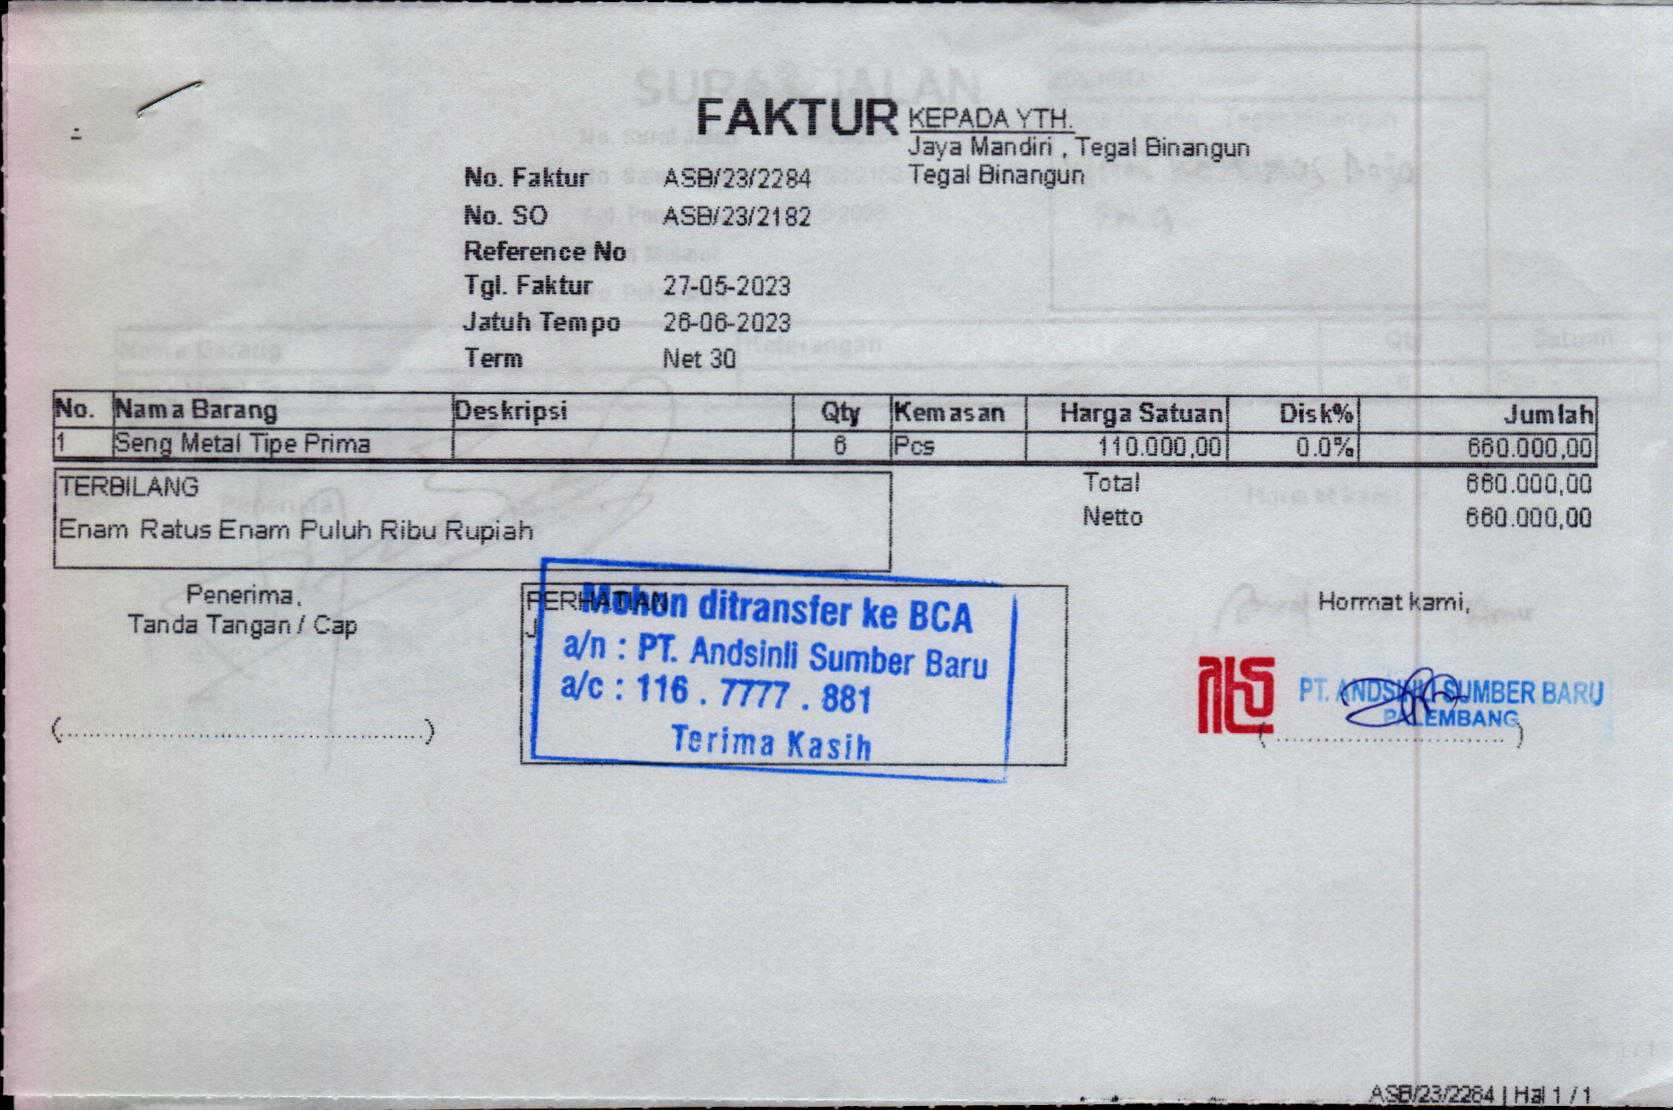 FAKTUR
KEPADA YTH.
Jaya Mandiri , Tegal Binangun
Tegal Binangun
No. Faktur ASB/23/2284
No. SO ASB/23/2182
Reference No
Tgl. Faktur 27-05-2023
Jatuh Tempo 26-06-2023
Term Net 30
No. Nama Barang Deskripsi Qty Kemasan Harga Satuan Disk% Jumlah
1 Seng Metal Tipe Prima 6 Pcs 110.000,00 0.0% 660.000,00
TERBILANG
Enam Ratus Enam Puluh Ribu Rupiah
Total 660.000,00
Netto 660.000,00
Penerima,
Tanda Tangan / Cap
(........................................)
PERHATIAN
Mohon ditransfer ke BCA
a/n : PT. Andsinli Sumber Baru
a/c : 116 . 7777 . 881
Terima Kasih
Hormat kami,
PT. ANDSINLI SUMBER BARU
PALEMBANG
(........................................)
ASB/23/2284 | Hal 1 / 1